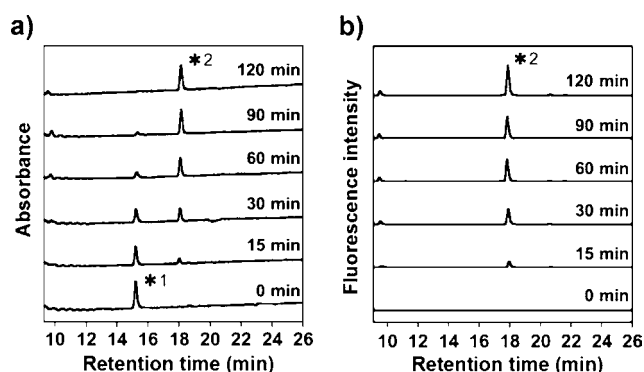 a)
Absorbance
✱2
120 min
90 min
60 min
30 min
15 min
✱1
0 min
10 12 14 16 18 20 22 24 26
Retention time (min)
b)
Fluorescence intensity
✱2
120 min
90 min
60 min
30 min
15 min
0 min
10 12 14 16 18 20 22 24 26
Retention time (min)